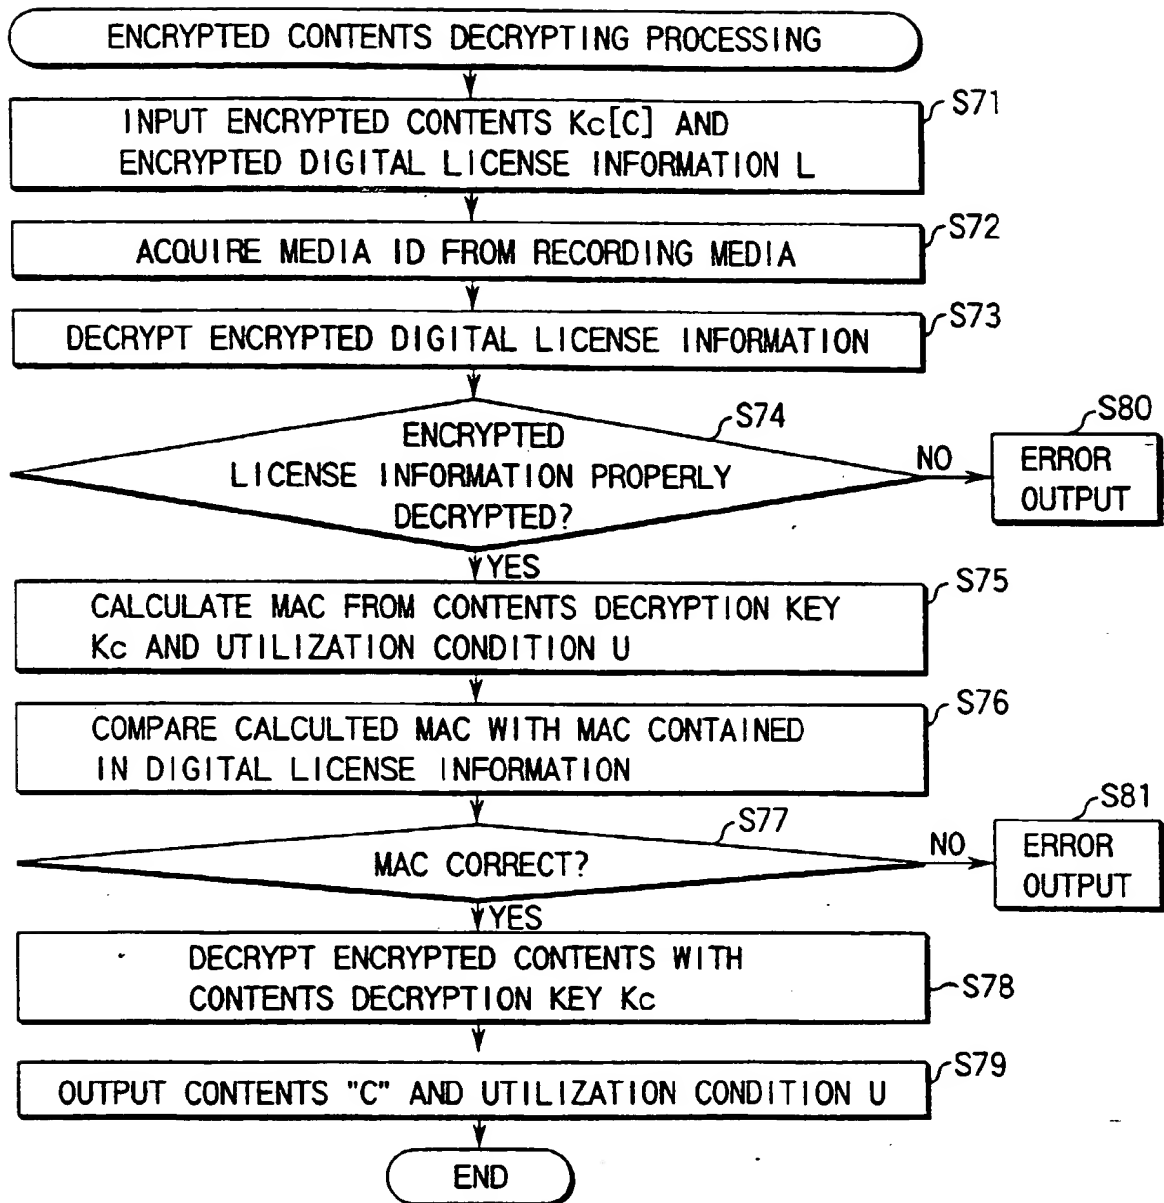 ENCRYPTED CONTENTS DECRYPTING PROCESSING
S71
INPUT ENCRYPTED CONTENTS Kc[C] AND
ENCRYPTED DIGITAL LICENSE INFORMATION L
S72
ACQUIRE MEDIA ID FROM RECORDING MEDIA
S73
DECRYPT ENCRYPTED DIGITAL LICENSE INFORMATION
S74
ENCRYPTED
LICENSE INFORMATION PROPERLY
DECRYPTED?
NO
S80
ERROR
OUTPUT
YES
S75
CALCULATE MAC FROM CONTENTS DECRYPTION KEY
Kc AND UTILIZATION CONDITION U
S76
COMPARE CALCULTED MAC WITH MAC CONTAINED
IN DIGITAL LICENSE INFORMATION
S77
MAC CORRECT?
NO
S81
ERROR
OUTPUT
YES
DECRYPT ENCRYPTED CONTENTS WITH
CONTENTS DECRYPTION KEY Kc
S78
S79
OUTPUT CONTENTS "C" AND UTILIZATION CONDITION U
END